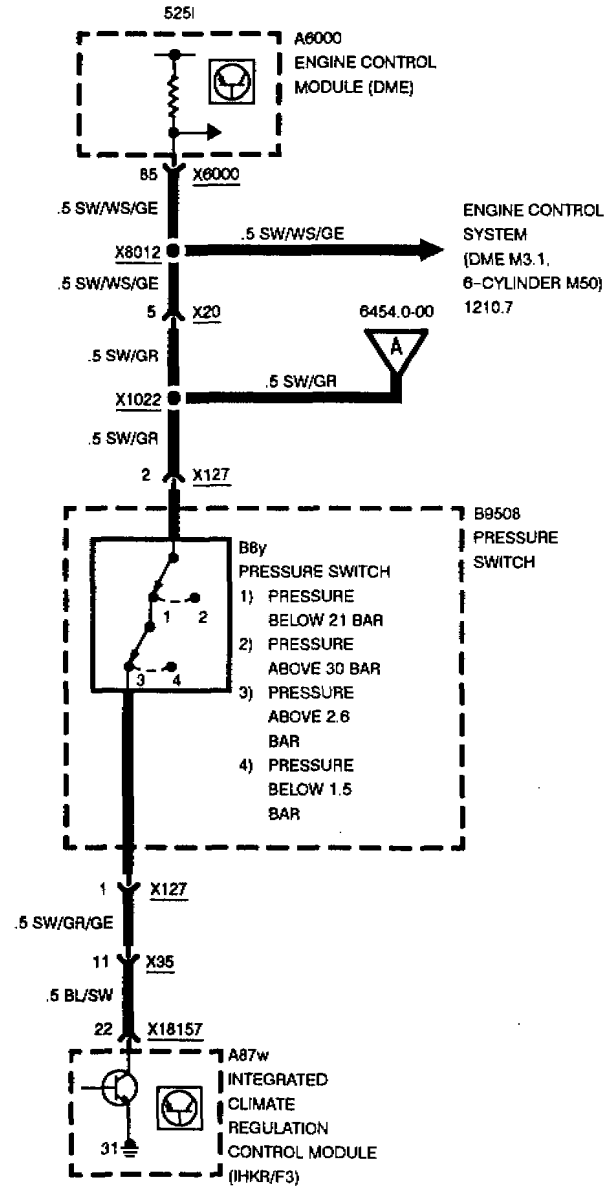 525i
A6000
ENGINE CONTROL
MODULE (DME)
85 X6000
.5 SW/WS/GE
X8012
.5 SW/WS/GE
ENGINE CONTROL
SYSTEM
(DME M3.1,
6-CYLINDER M50)
1210.7
.5 SW/WS/GE
5 X20
6454.0-00
A
.5 SW/GR
.5 SW/GR
X1022
.5 SW/GR
2 X127
B9508
PRESSURE
SWITCH
B8y
PRESSURE SWITCH
1) PRESSURE
BELOW 21 BAR
2) PRESSURE
ABOVE 30 BAR
3) PRESSURE
ABOVE 2.6
BAR
4) PRESSURE
BELOW 1.5
BAR
1 2
3 4
1 X127
.5 SW/GR/GE
11 X35
.5 BL/SW
22 X18157
A87w
INTEGRATED
CLIMATE
REGULATION
CONTROL MODULE
(IHKR/F3)
31